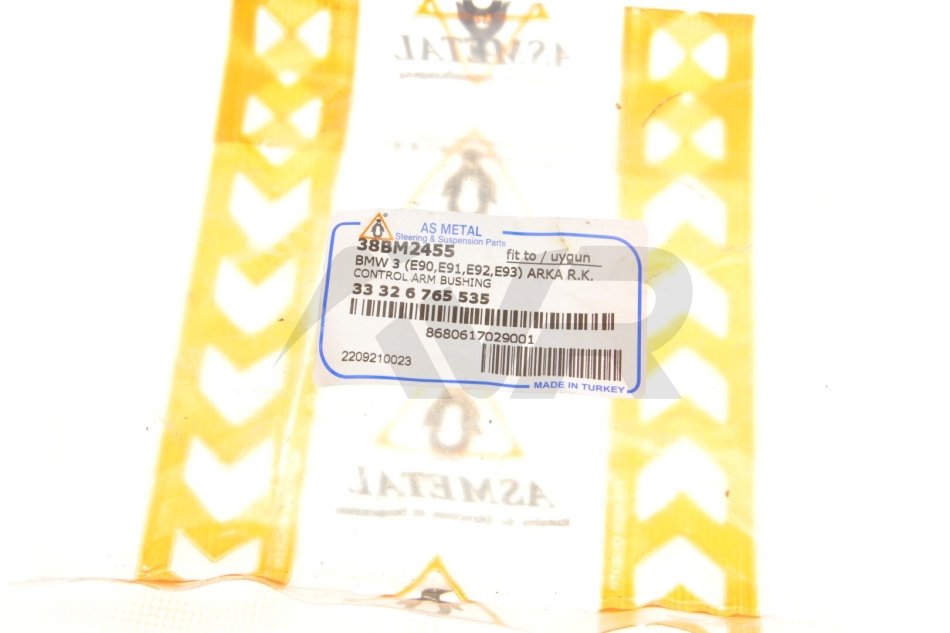 ASMETAL
AS METAL
Steering & Suspension Parts
38BM2455
fit to / uygun
BMW 3 (E90,E91,E92,E93) ARKA R.K.
CONTROL ARM BUSHING
33 32 6 765 535
8680617029001
2209210023
MADE IN TURKEY
ASMETAL